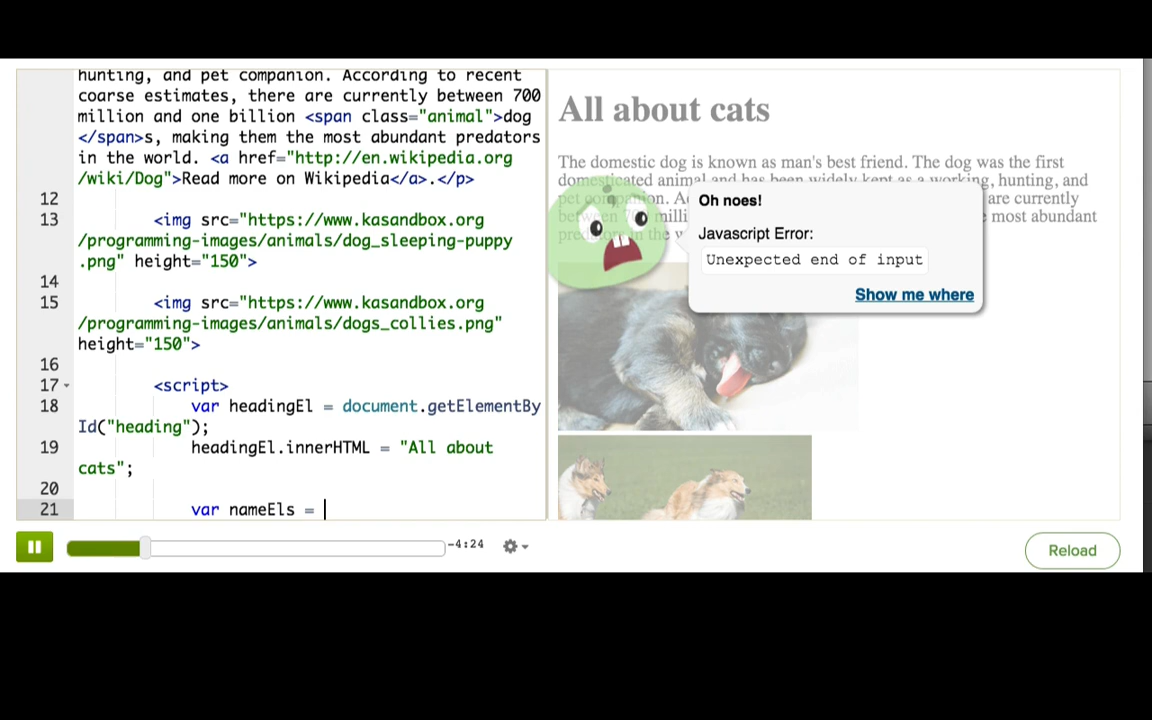 hunting, and pet companion. According to recent
coarse estimates, there are currently between 700
million and one billion <span class="animal">dog
</span>s, making them the most abundant predators
in the world. <a href="http://en.wikipedia.org
/wiki/Dog">Read more on Wikipedia</a>.</p>
12
13 <img src="https://www.kasandbox.org
/programming-images/animals/dog_sleeping-puppy
.png" height="150">
14
15 <img src="https://www.kasandbox.org
/programming-images/animals/dogs_collies.png"
height="150">
16
17 <script>
18 var headingEl = document.getElementBy
Id("heading");
19 headingEl.innerHTML = "All about
cats";
20
21 var nameEls =
-4:24
All about cats
The domestic dog is known as man's best friend. The dog was the first
domesticated animal and has been widely kept as a working, hunting, and
pet companion. A are currently
between 700 milli most abundant
predators in the w
Oh noes!
Javascript Error:
Unexpected end of input
Show me where
Reload